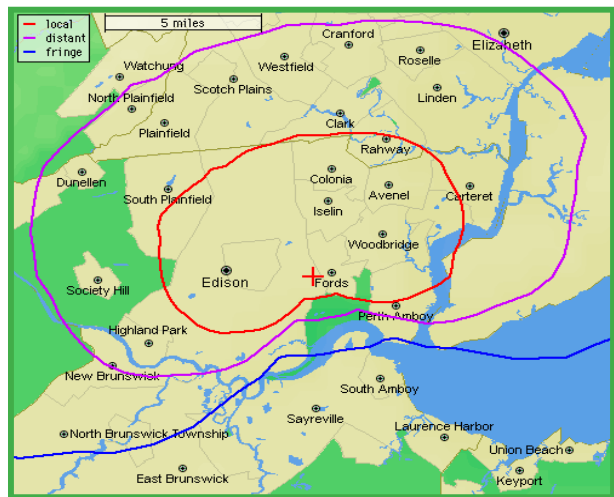 local
distant
fringe
5 miles
Cranford
Elizabeth
Watchung
Westfield
Roselle
Scotch Plains
North Plainfield
Linden
Plainfield
Clark
Rahway
Dunellen
Colonia
South Plainfield
Avenel
Carteret
Iselin
Woodbridge
Edison
Fords
Society Hill
Perth Amboy
Highland Park
New Brunswick
South Amboy
Sayreville
North Brunswick Township
Laurence Harbor
Union Beach
East Brunswick
Keyport